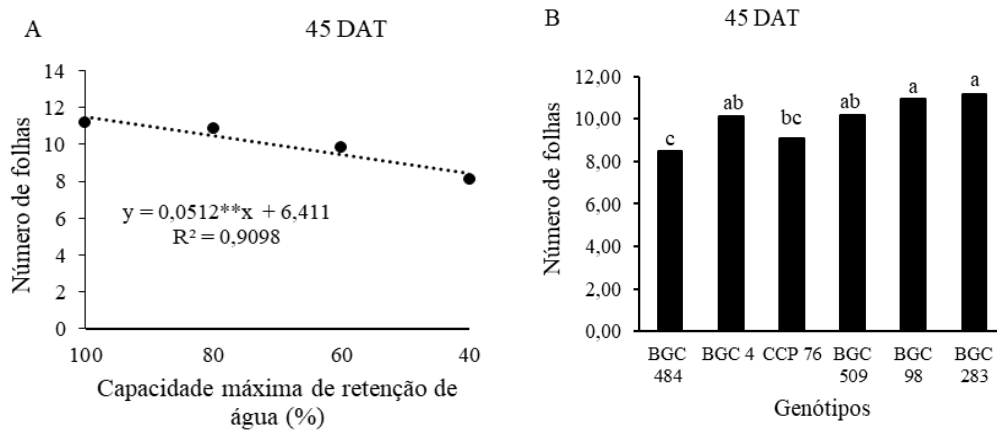 A
45 DAT
Número de folhas
14
12
10
8
6
4
2
0
y = 0,0512**x + 6,411
R² = 0,9098
100 80 60 40
Capacidade máxima de retenção de
água (%)
B
45 DAT
Número de folhas
12,00
10,00
8,00
6,00
4,00
2,00
0,00
c ab bc ab a a
BGC BGC 4 CCP 76 BGC BGC BGC
484 509 98 283
Genótipos